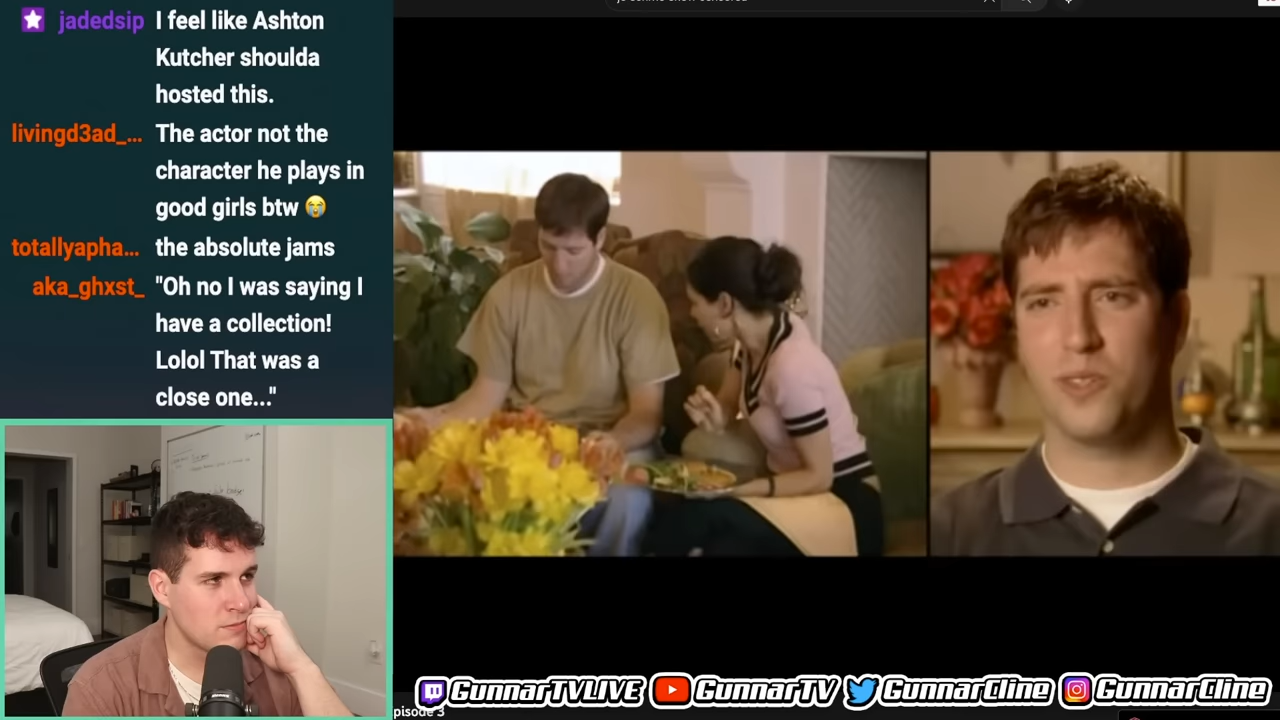 jadedsip I feel like Ashton
Kutcher shoulda
hosted this.
livingd3ad_... The actor not the
character he plays in
good girls btw 😭
totallyapha... the absolute jams
aka_ghxst_ "Oh no I was saying I
have a collection!
Lolol That was a
close one..."
GunnarTVLIVE GunnarTV GunnarCline GunnarCline
pisode 3